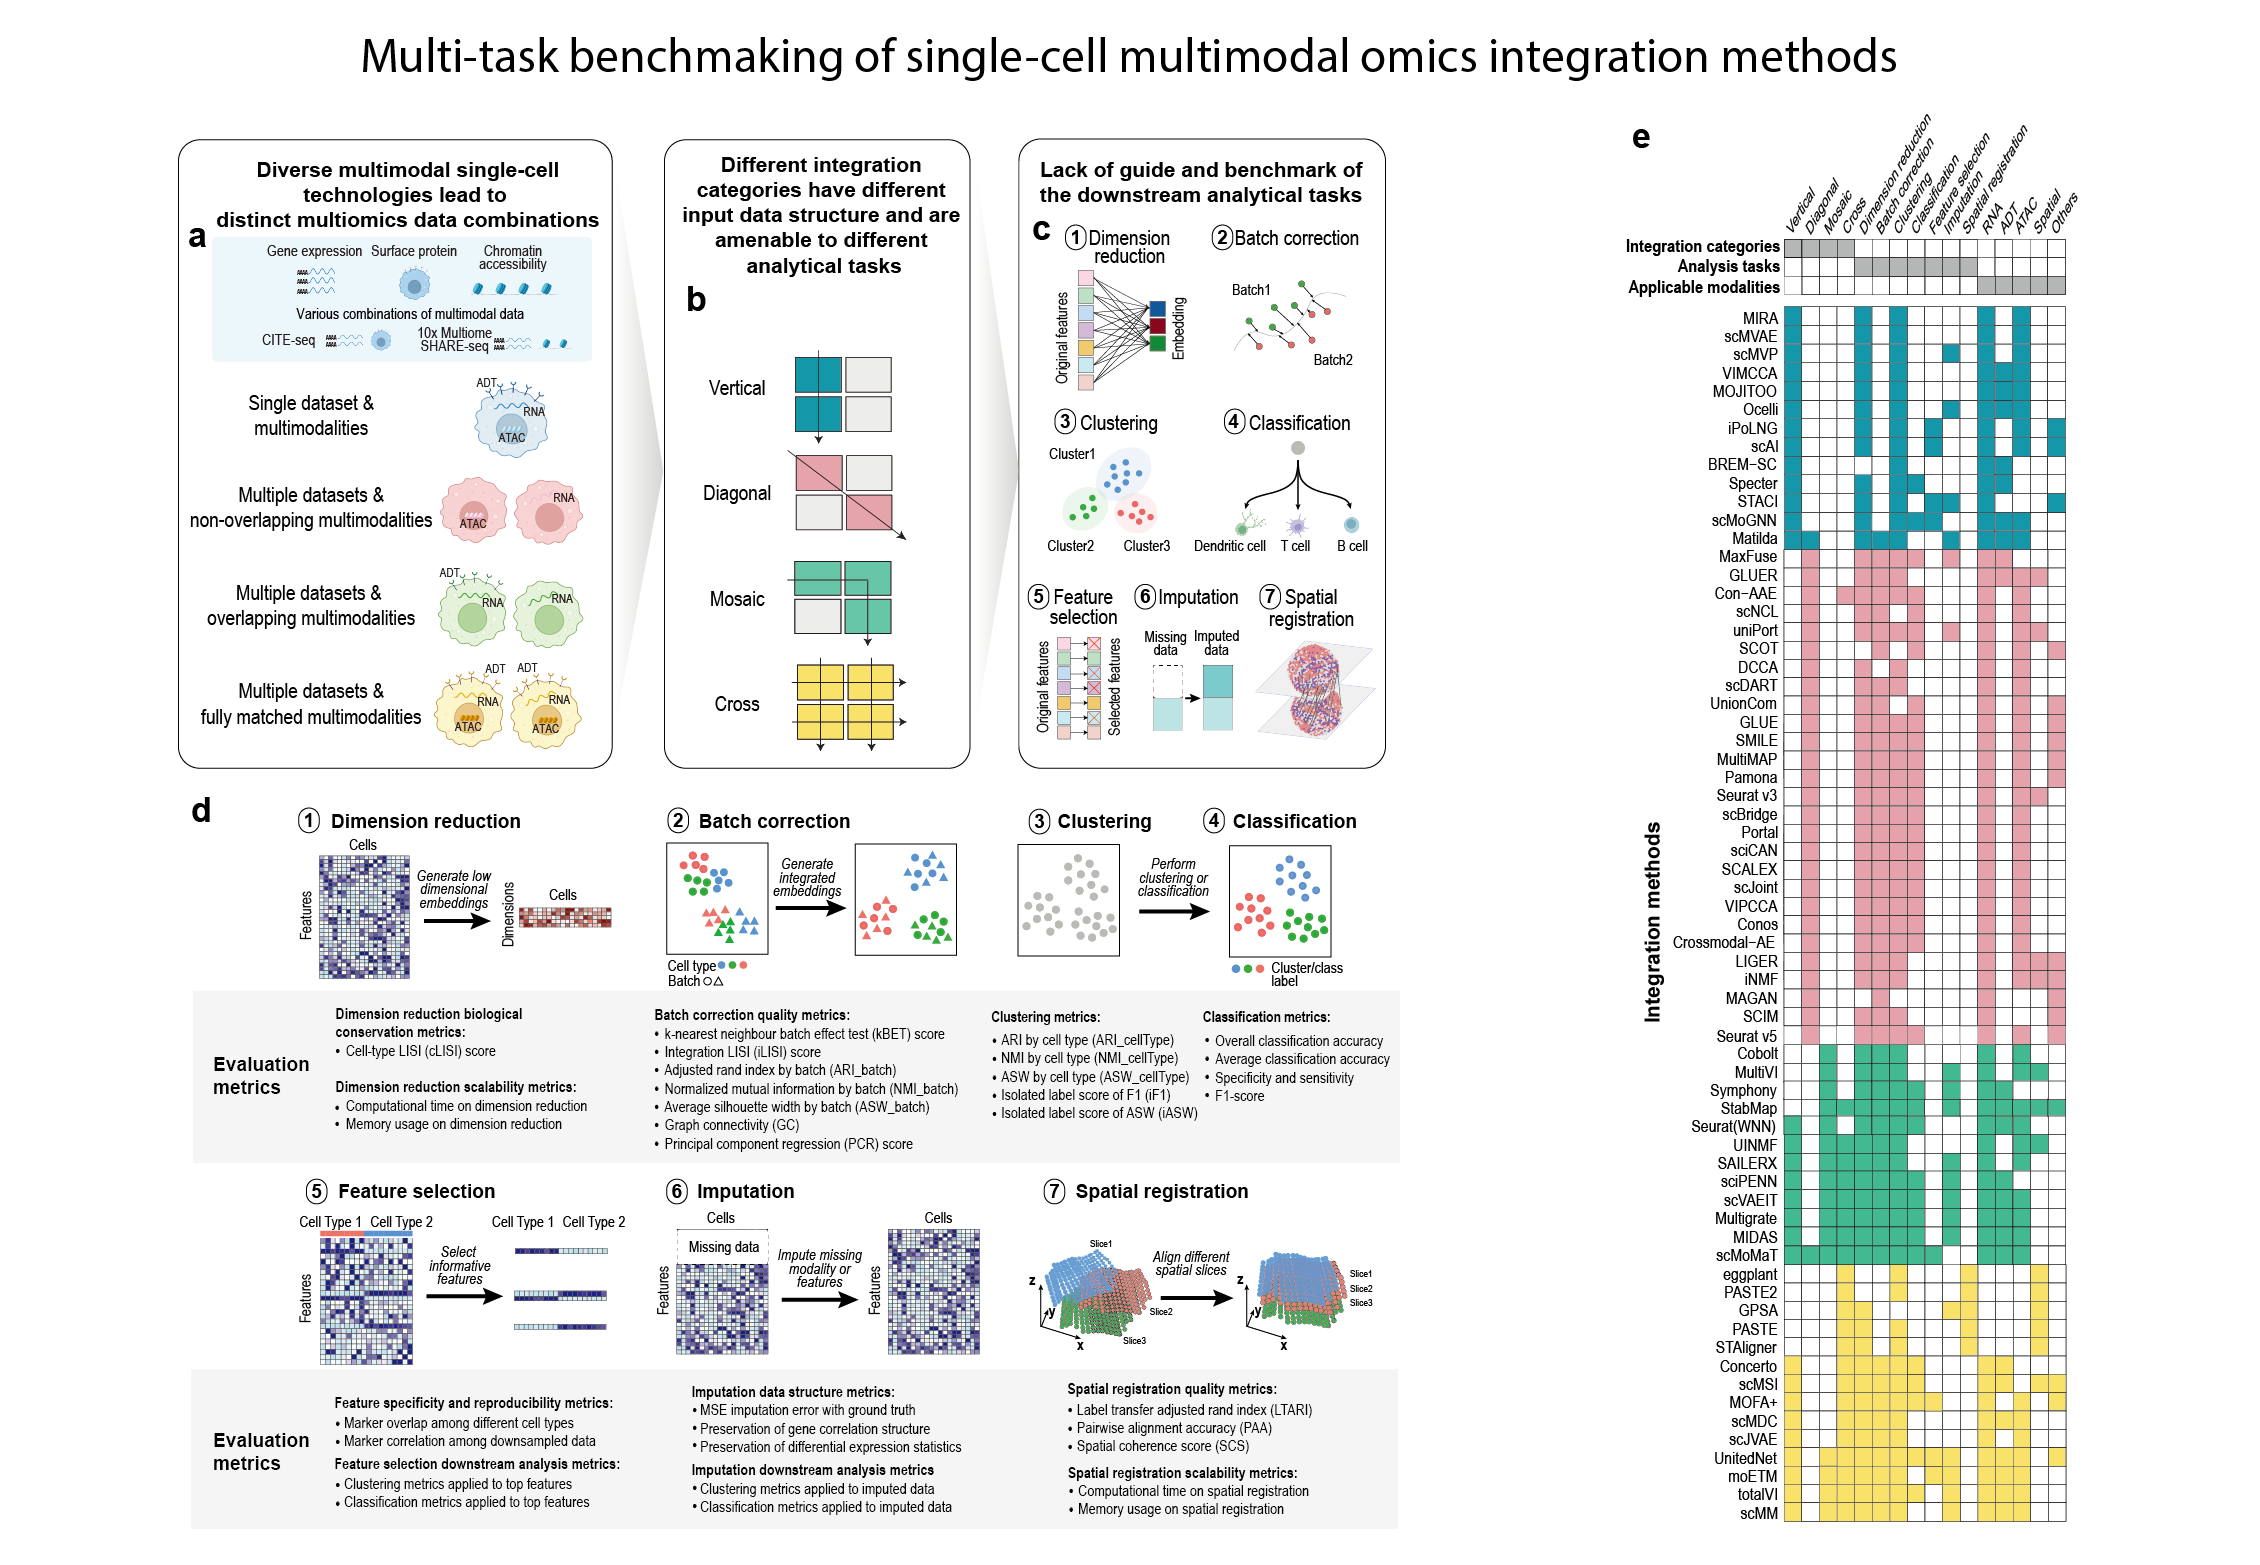 Multi-task benchmaking of single-cell multimodal omics integration methods
Diverse multimodal single-cell
technologies lead to
distinct multiomics data combinations
a
Gene expression
Surface protein
Chromatin
accessibility
Various combinations of multimodal data
CITE-seq
10x Multiome
SHARE-seq
Single dataset &
multimodalities
ADT
RNA
ATAC
Multiple datasets &
non-overlapping multimodalities
ATAC
RNA
Multiple datasets &
overlapping multimodalities
ADT
RNA
RNA
Multiple datasets &
fully matched multimodalities
ADT
ADT
RNA
RNA
ATAC
ATAC
Different integration
categories have different
input data structure and are
amenable to different
analytical tasks
b
Vertical
Diagonal
Mosaic
Cross
Lack of guide and benchmark of
the downstream analytical tasks
c
1 Dimension
reduction
Original features
Embedding
2 Batch correction
Batch1
Batch2
3 Clustering
Cluster1
Cluster2
Cluster3
4 Classification
Dendritic cell
T cell
B cell
5 Feature
selection
Original features
Selected features
6 Imputation
Missing
data
Imputed
data
7 Spatial
registration
d
1 Dimension reduction
Cells
Features
Generate low
dimensional
embeddings
Dimensions
Cells
2 Batch correction
Generate
integrated
embeddings
Cell type
Batch
3 Clustering
Perform
clustering or
classification
4 Classification
Cluster/class
label
Evaluation
metrics
Dimension reduction biological
conservation metrics:
• Cell-type LISI (cLISI) score
Dimension reduction scalability metrics:
• Computational time on dimension reduction
• Memory usage on dimension reduction
Batch correction quality metrics:
• k-nearest neighbour batch effect test (kBET) score
• Integration LISI (iLISI) score
• Adjusted rand index by batch (ARI_batch)
• Normalized mutual information by batch (NMI_batch)
• Average silhouette width by batch (ASW_batch)
• Graph connectivity (GC)
• Principal component regression (PCR) score
Clustering metrics:
• ARI by cell type (ARI_cellType)
• NMI by cell type (NMI_cellType)
• ASW by cell type (ASW_cellType)
• Isolated label score of F1 (iF1)
• Isolated label score of ASW (iASW)
Classification metrics:
• Overall classification accuracy
• Average classification accuracy
• Specificity and sensitivity
• F1-score
5 Feature selection
Cell Type 1 Cell Type 2
Features
Select
informative
features
Cell Type 1 Cell Type 2
6 Imputation
Cells
Missing data
Features
Impute missing
modality or
features
Cells
Features
7 Spatial registration
Slice1
Slice2
Slice3
z
y
x
Align different
spatial slices
z
y
x
Slice1
Slice2
Slice3
Evaluation
metrics
Feature specificity and reproducibility metrics:
• Marker overlap among different cell types
• Marker correlation among downsampled data
Feature selection downstream analysis metrics:
• Clustering metrics applied to top features
• Classification metrics applied to top features
Imputation data structure metrics:
• MSE imputation error with ground truth
• Preservation of gene correlation structure
• Preservation of differential expression statistics
Imputation downstream analysis metrics
• Clustering metrics applied to imputed data
• Classification metrics applied to imputed data
Spatial registration quality metrics:
• Label transfer adjusted rand index (LTARI)
• Pairwise alignment accuracy (PAA)
• Spatial coherence score (SCS)
Spatial registration scalability metrics:
• Computational time on spatial registration
• Memory usage on spatial registration
e
Vertical
Diagonal
Mosaic
Cross
Dimension reduction
Batch correction
Clustering
Classification
Feature selection
Imputation
Spatial registration
RNA
ADT
ATAC
Spatial
Others
Integration categories
Analysis tasks
Applicable modalities
Integration methods
MIRA
scMVAE
scMVP
VIMCCA
MOJITOO
Ocelli
iPoLNG
scAI
BREM−SC
Specter
STACI
scMoGNN
Matilda
MaxFuse
GLUER
Con−AAE
scNCL
uniPort
SCOT
DCCA
scDART
UnionCom
GLUE
SMILE
MultiMAP
Pamona
Seurat v3
scBridge
Portal
sciCAN
SCALEX
scJoint
VIPCCA
Conos
Crossmodal−AE
LIGER
iNMF
MAGAN
SCIM
Seurat v5
Cobolt
MultiVI
Symphony
StabMap
Seurat(WNN)
UINMF
SAILERX
sciPENN
scVAEIT
Multigrate
MIDAS
scMoMaT
eggplant
PASTE2
GPSA
PASTE
STAligner
Concerto
scMSI
MOFA+
scMDC
scJVAE
UnitedNet
moETM
totalVI
scMM